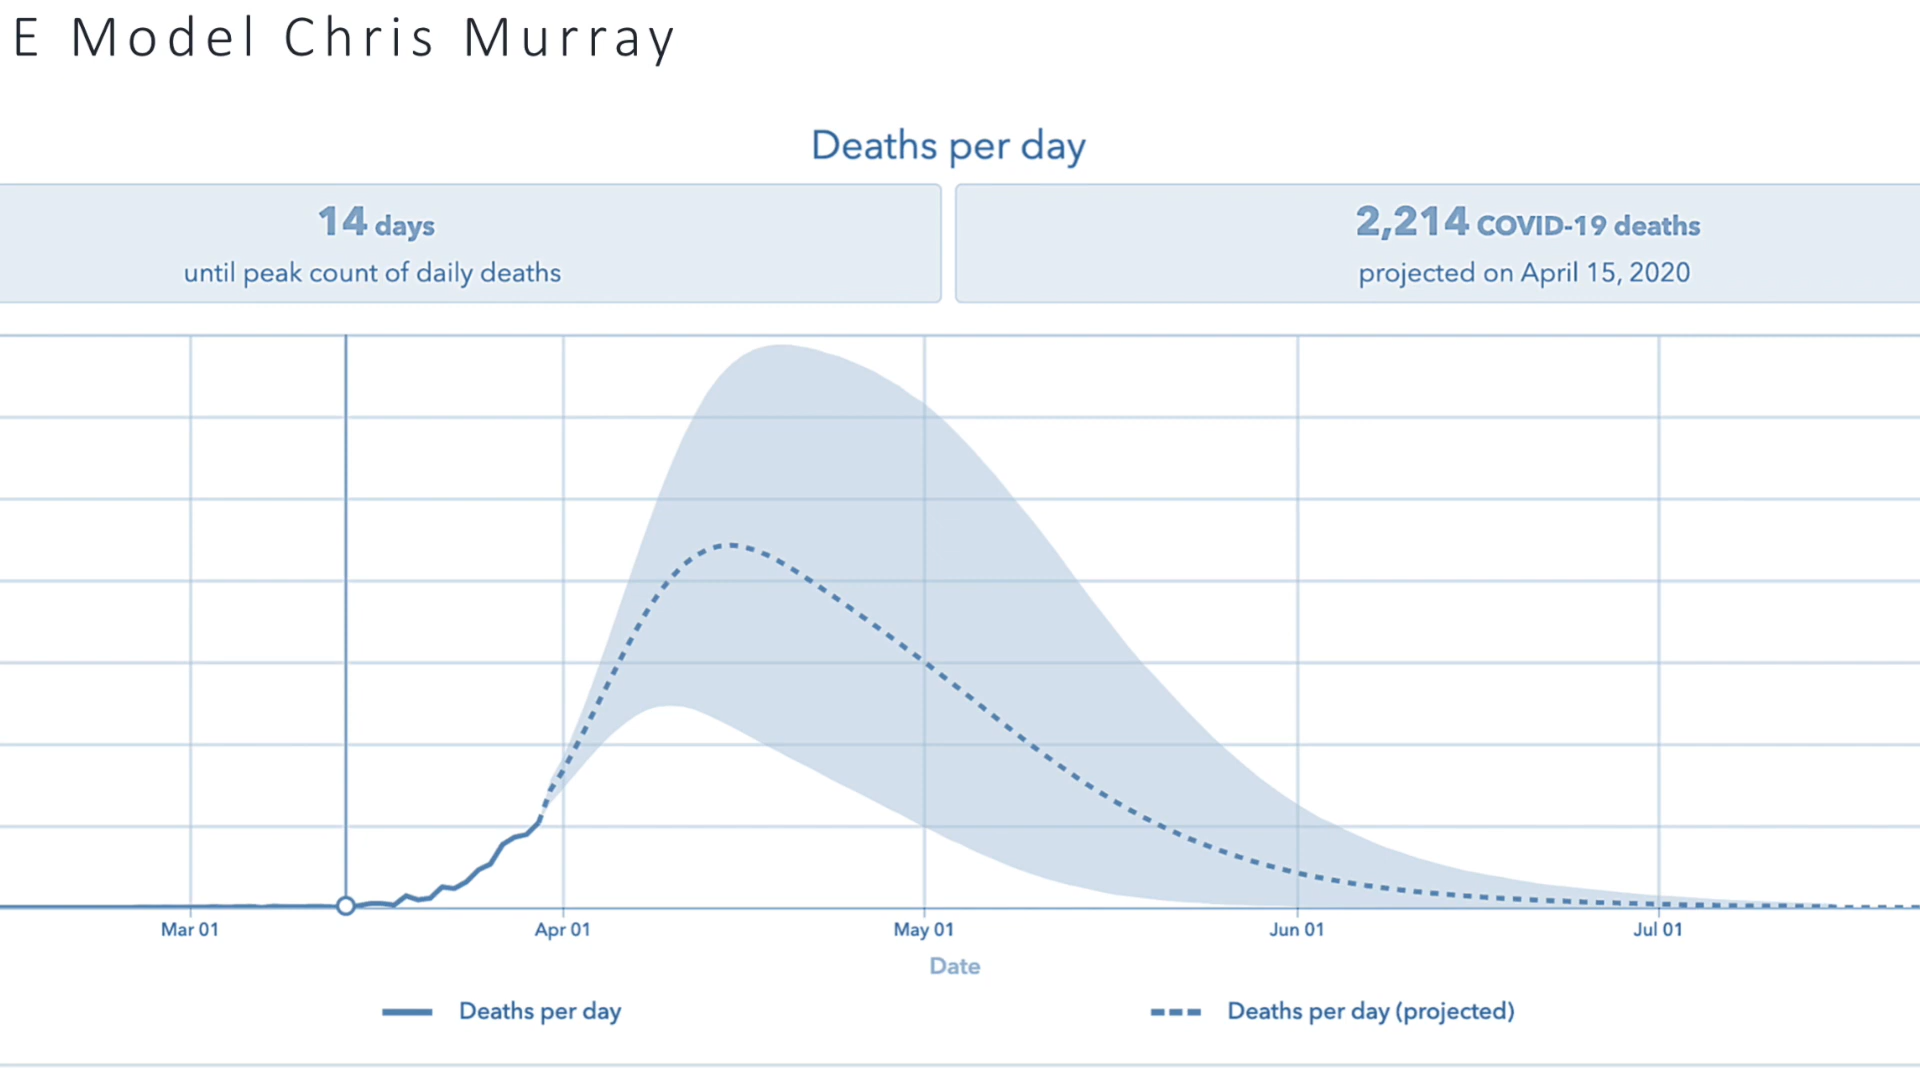 E Model Chris Murray
Deaths per day
14 days
until peak count of daily deaths
2,214 COVID-19 deaths
projected on April 15, 2020
Mar 01
Apr 01
May 01
Jun 01
Jul 01
Date
Deaths per day
Deaths per day (projected)